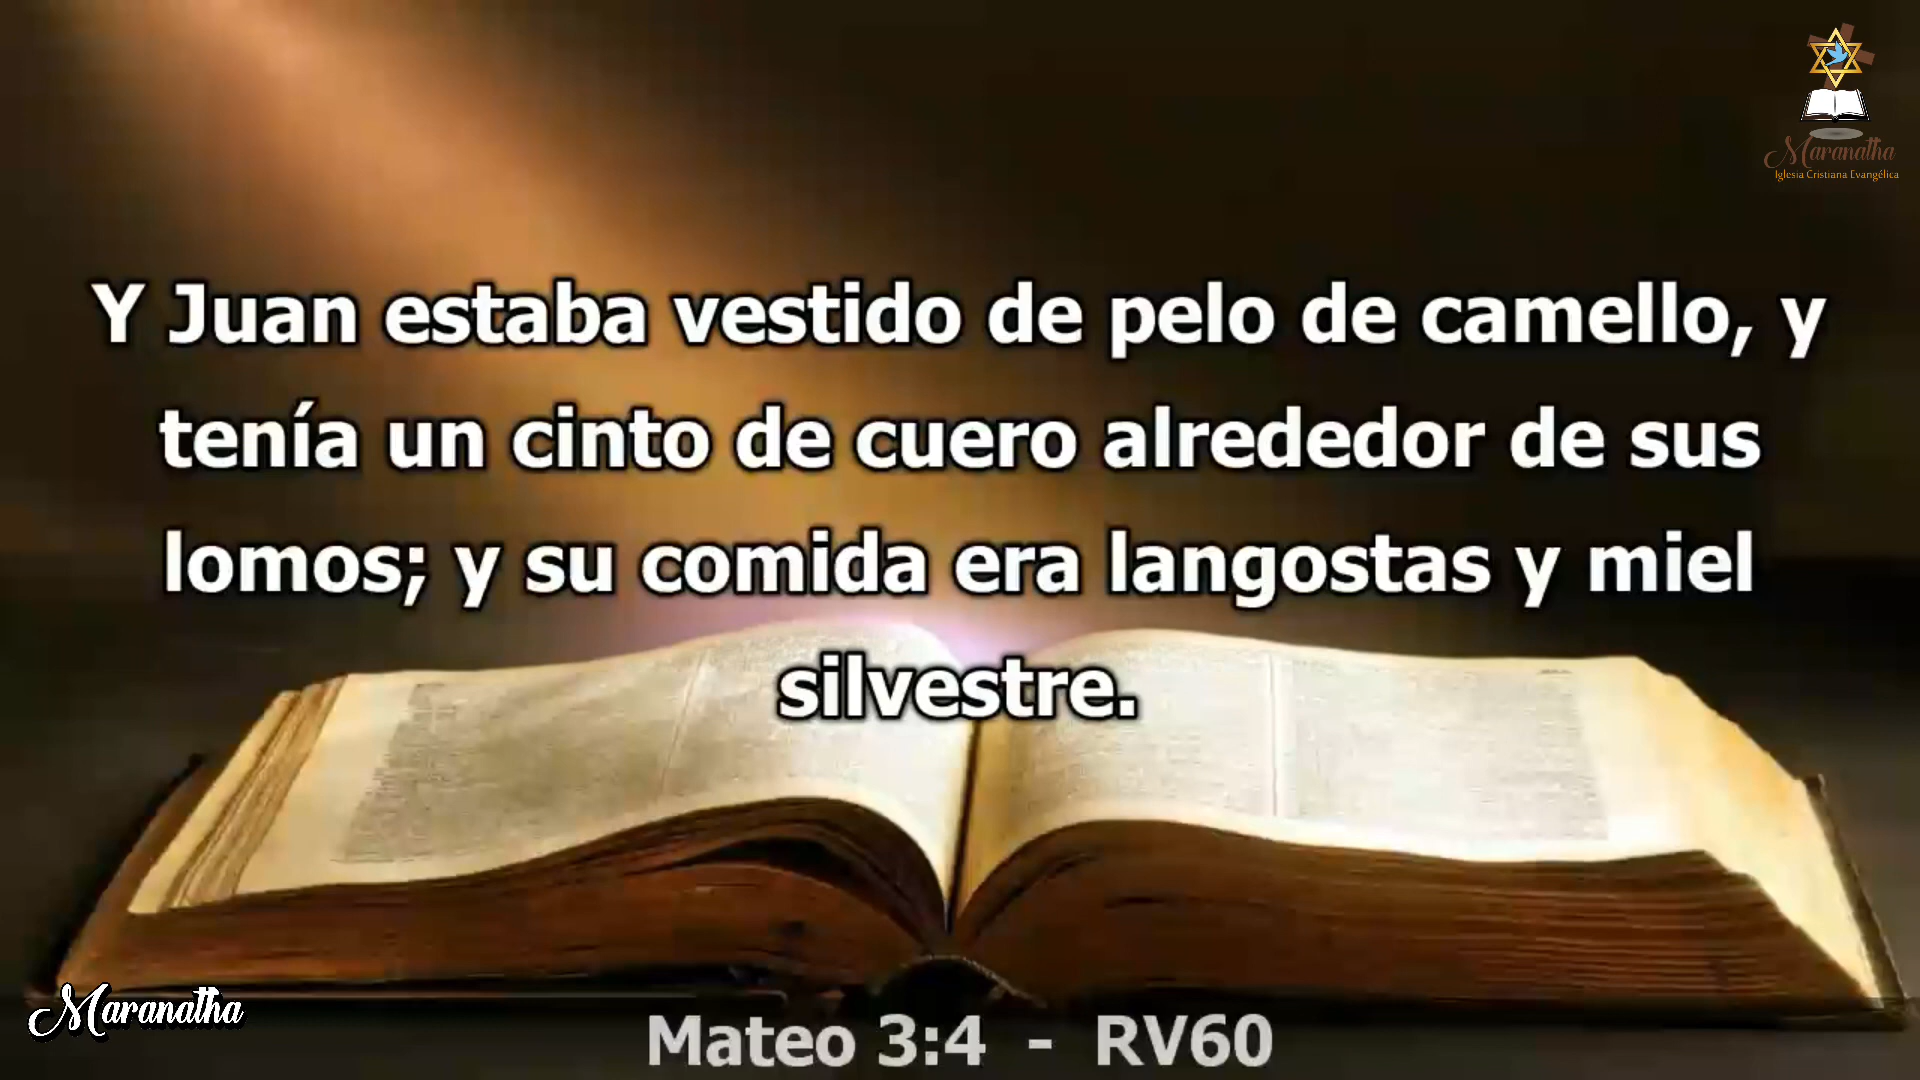 Maranatha
Iglesia Cristiana Evangélica
Y Juan estaba vestido de pelo de camello, y
tenía un cinto de cuero alrededor de sus
lomos; y su comida era langostas y miel
silvestre.
Maranatha
Mateo 3:4 - RV60